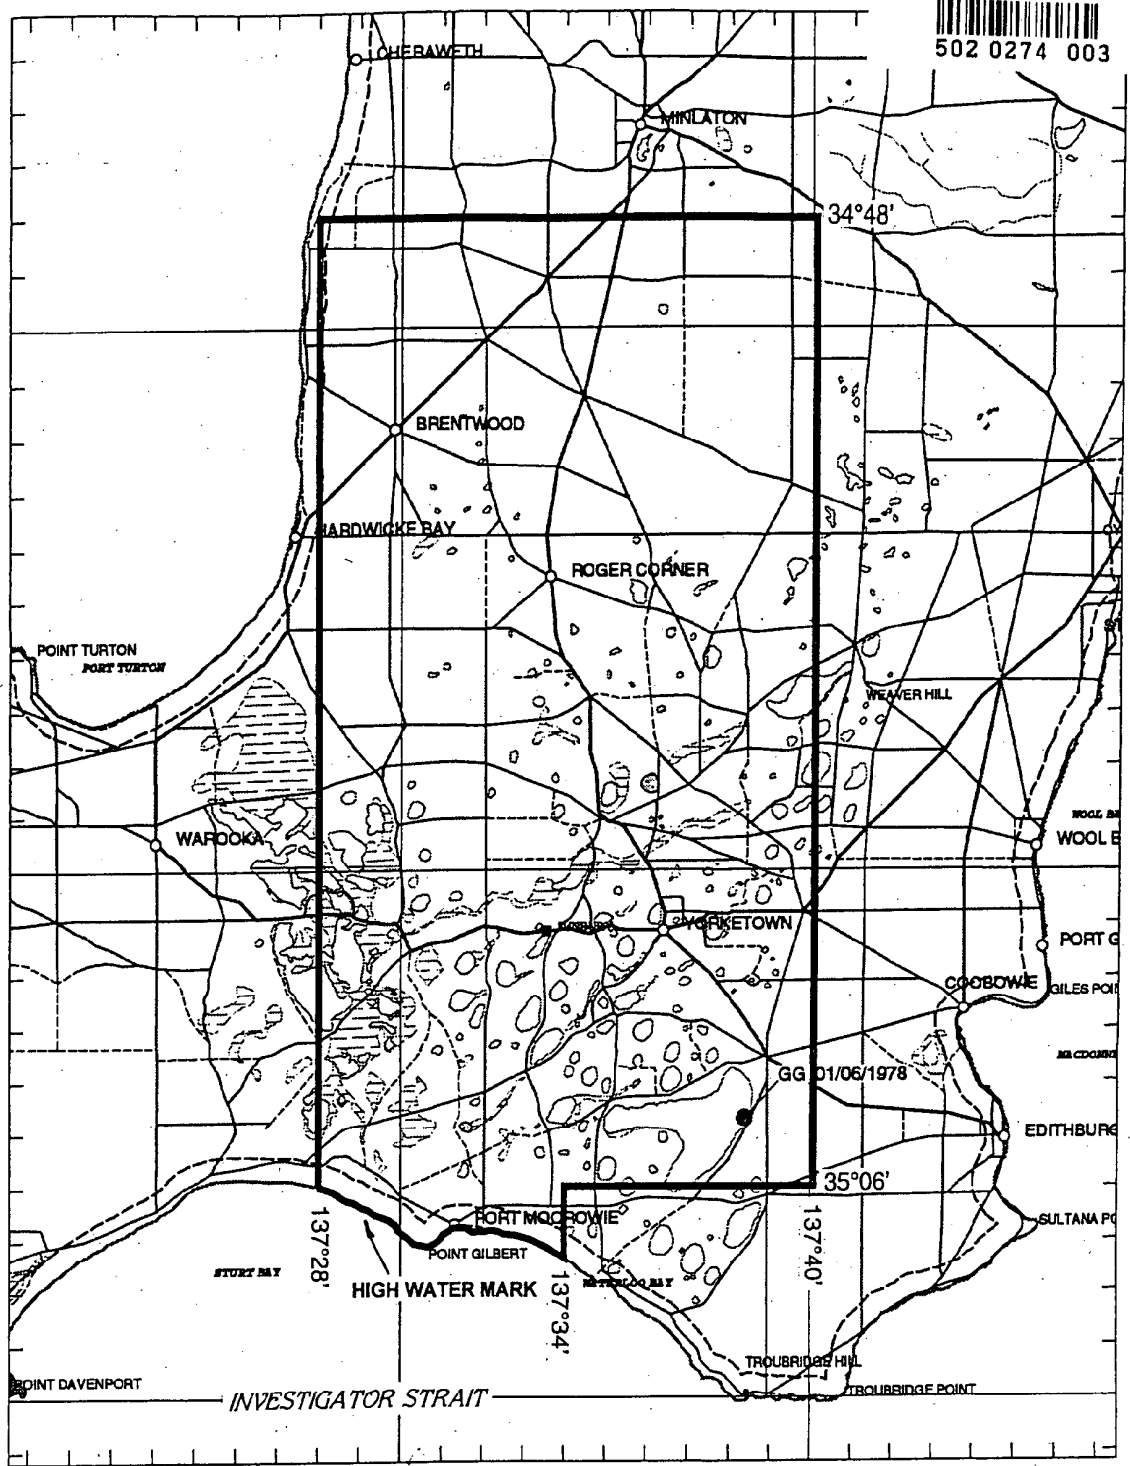 502 0274 003
CHERAWETH
MINLATON
34°48'
BRENTWOOD
HARDWICKE BAY
ROGER CORNER
POINT TURTON
PORT TURTON
WEAVER HILL
WAROOKA
WOOL BA
WOOL B
YORKETOWN
PORT G
COOBOWIE
GILES POIN
MACDONNE
GG 01/06/1978
EDITHBURG
35°06'
137°28'
137°40'
PORT MOOROWIE
SULTANA PO
POINT GILBERT
STURT BAY
HIGH WATER MARK
WATERLOO BAY
137°34'
TROUBRIDGE HILL
POINT DAVENPORT
TROUBRIDGE POINT
INVESTIGATOR STRAIT